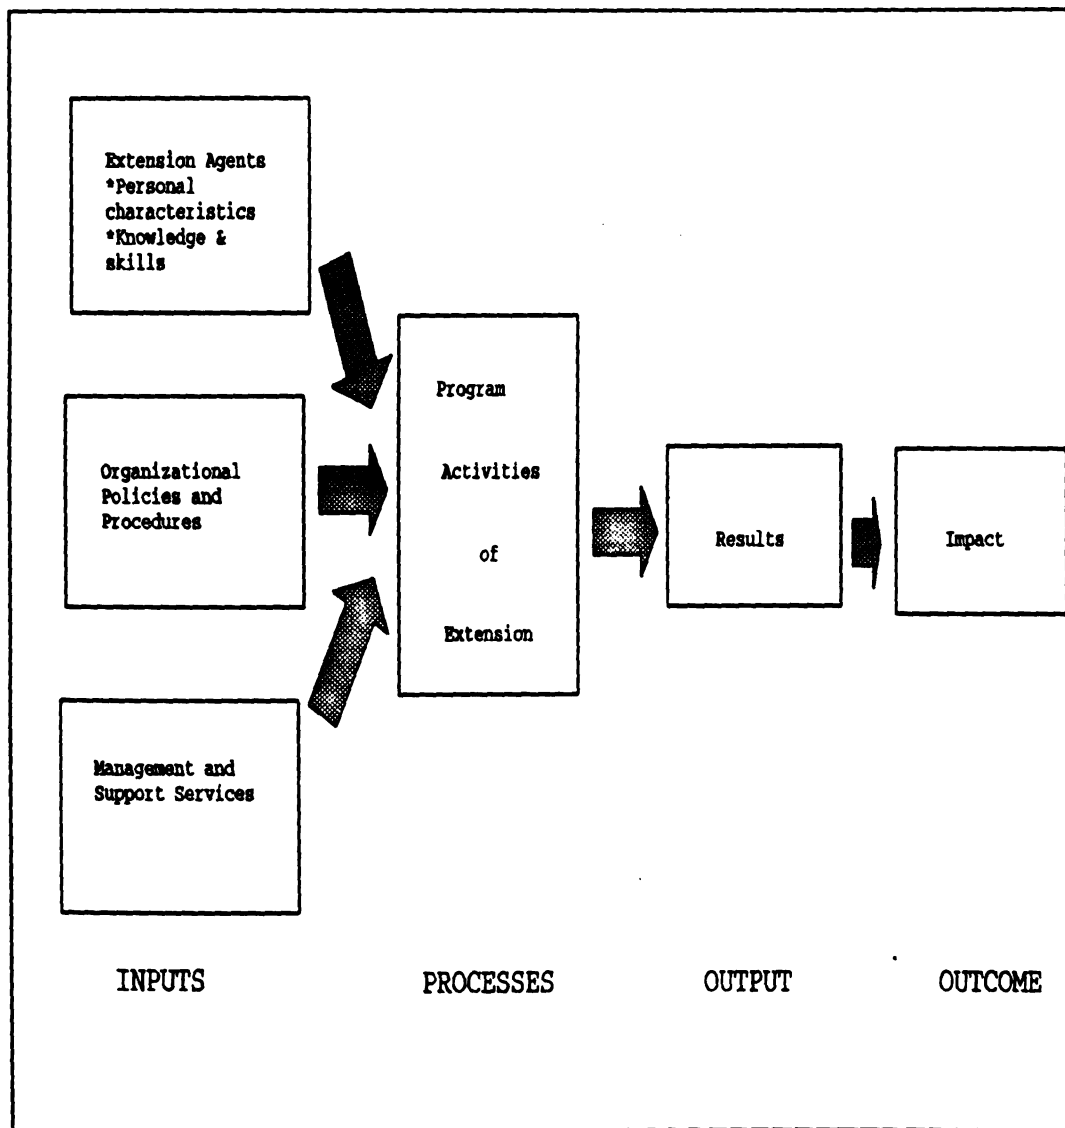 Extension Agents
*Personal
characteristics
*Knowledge &
skills
Organizational
Policies and
Procedures
Management and
Support Services
Program
Activities
of
Extension
Results
Impact
INPUTS
PROCESSES
OUTPUT
OUTCOME